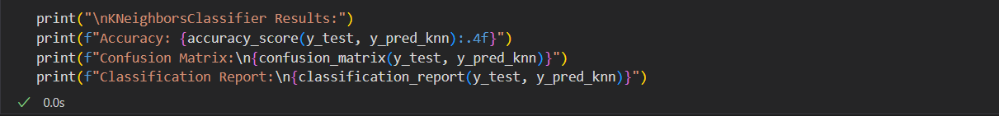 print("\nKNeighborsClassifier Results:")
print(f"Accuracy: {accuracy_score(y_test, y_pred_knn):.4f}")
print(f"Confusion Matrix:\n{confusion_matrix(y_test, y_pred_knn)}")
print(f"Classification Report:\n{classification_report(y_test, y_pred_knn)}")
0.0s